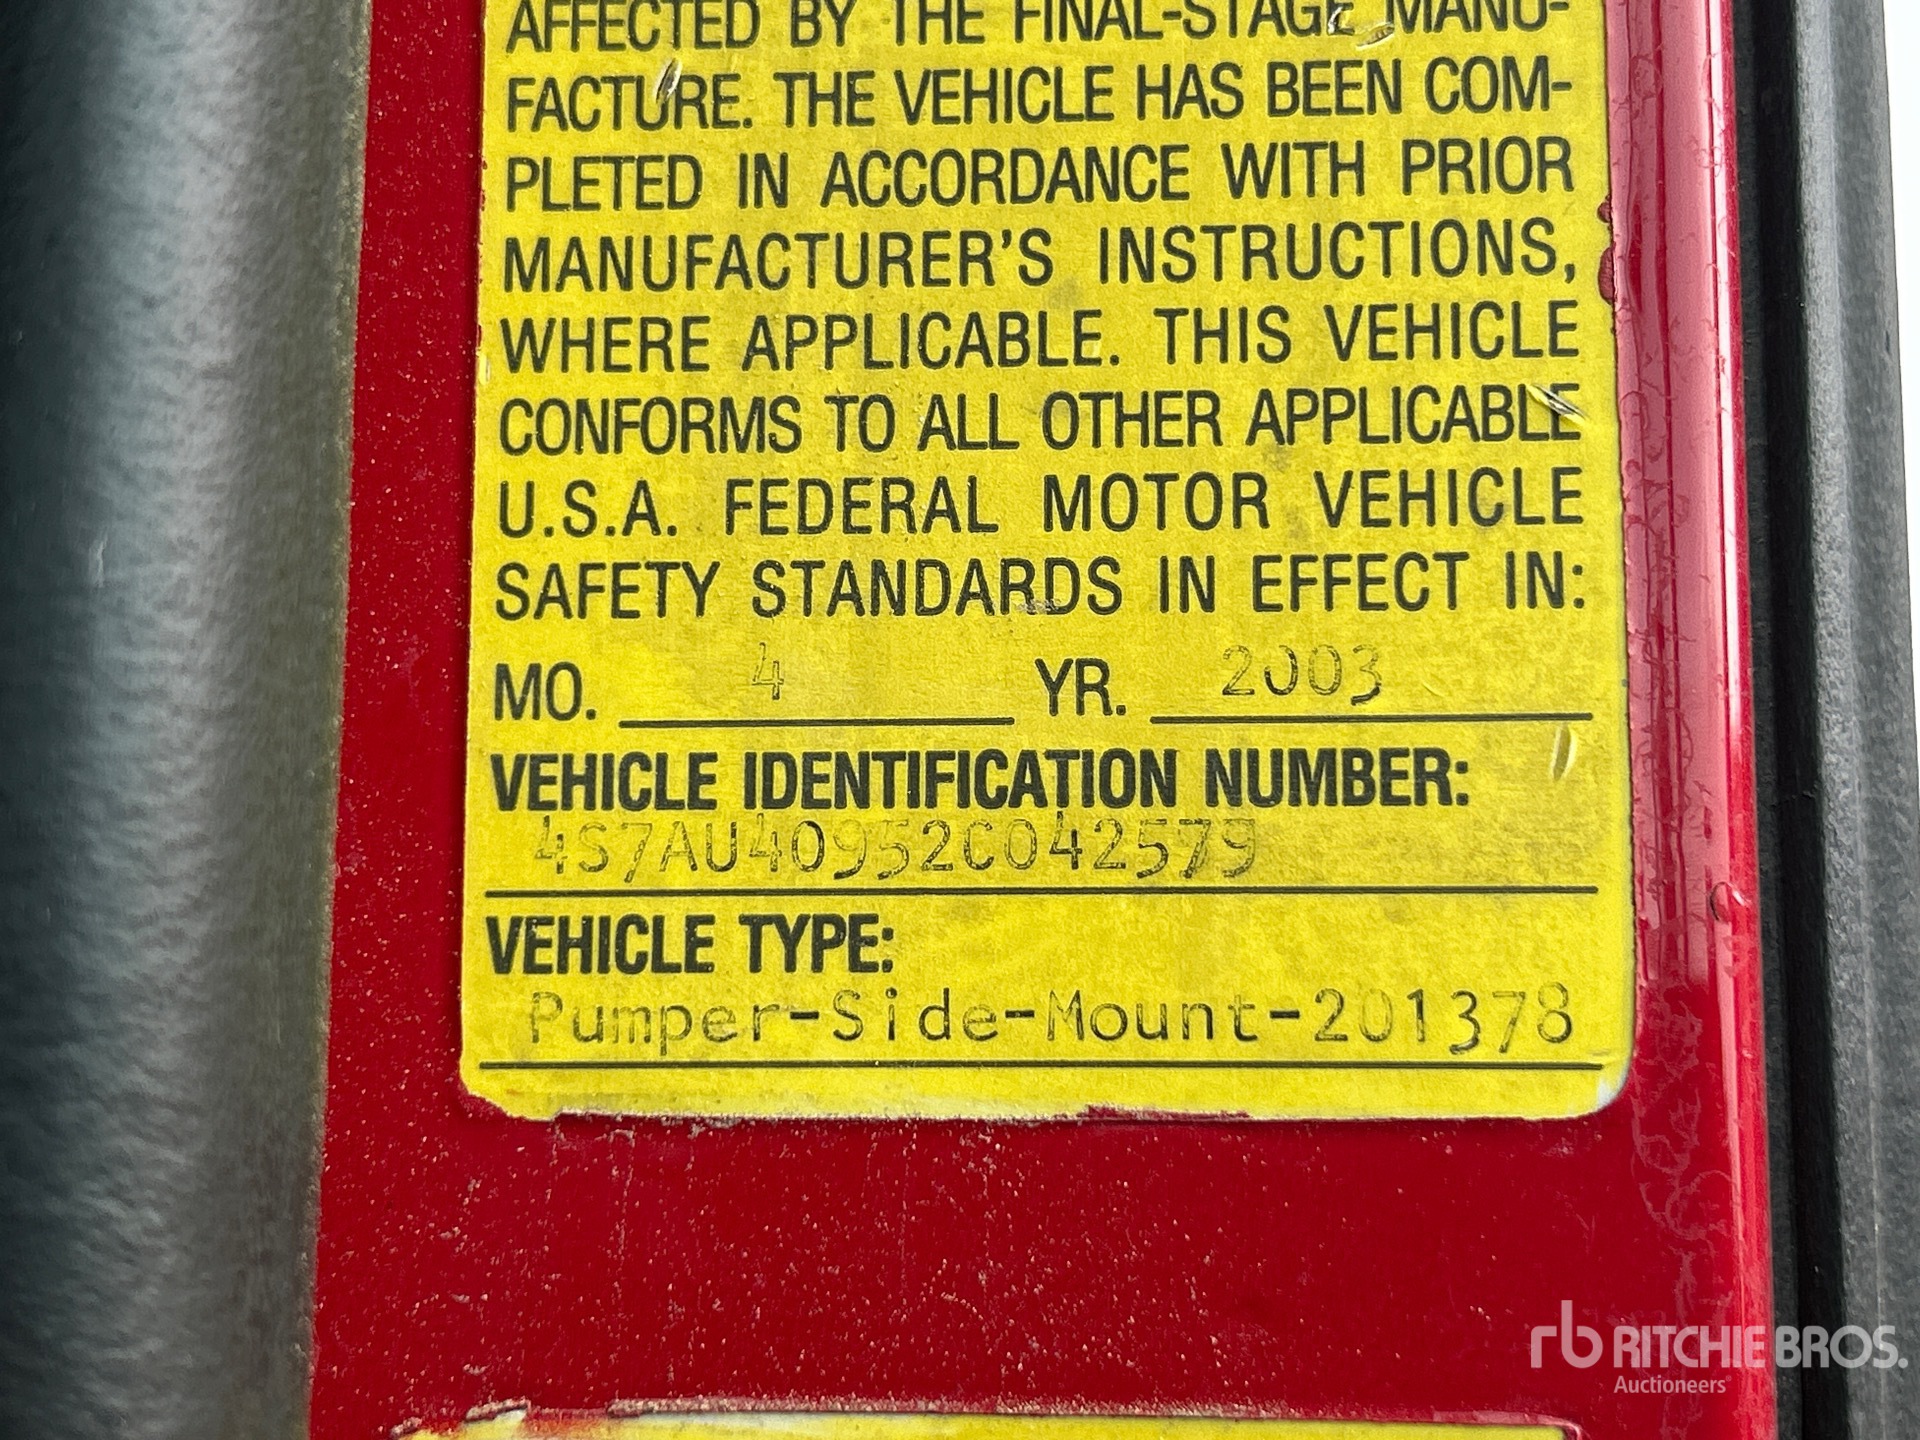 AFFECTED BY THE FINAL-STAGE MANU-
FACTURE. THE VEHICLE HAS BEEN COM-
PLETED IN ACCORDANCE WITH PRIOR
MANUFACTURER'S INSTRUCTIONS,
WHERE APPLICABLE. THIS VEHICLE
CONFORMS TO ALL OTHER APPLICABLE
U.S.A. FEDERAL MOTOR VEHICLE
SAFETY STANDARDS IN EFFECT IN:
MO. 4 YR. 2003
VEHICLE IDENTIFICATION NUMBER:
4S7AU40952C042579
VEHICLE TYPE:
Pumper-Side-Mount-201378
rb RITCHIE BROS.
Auctioneers